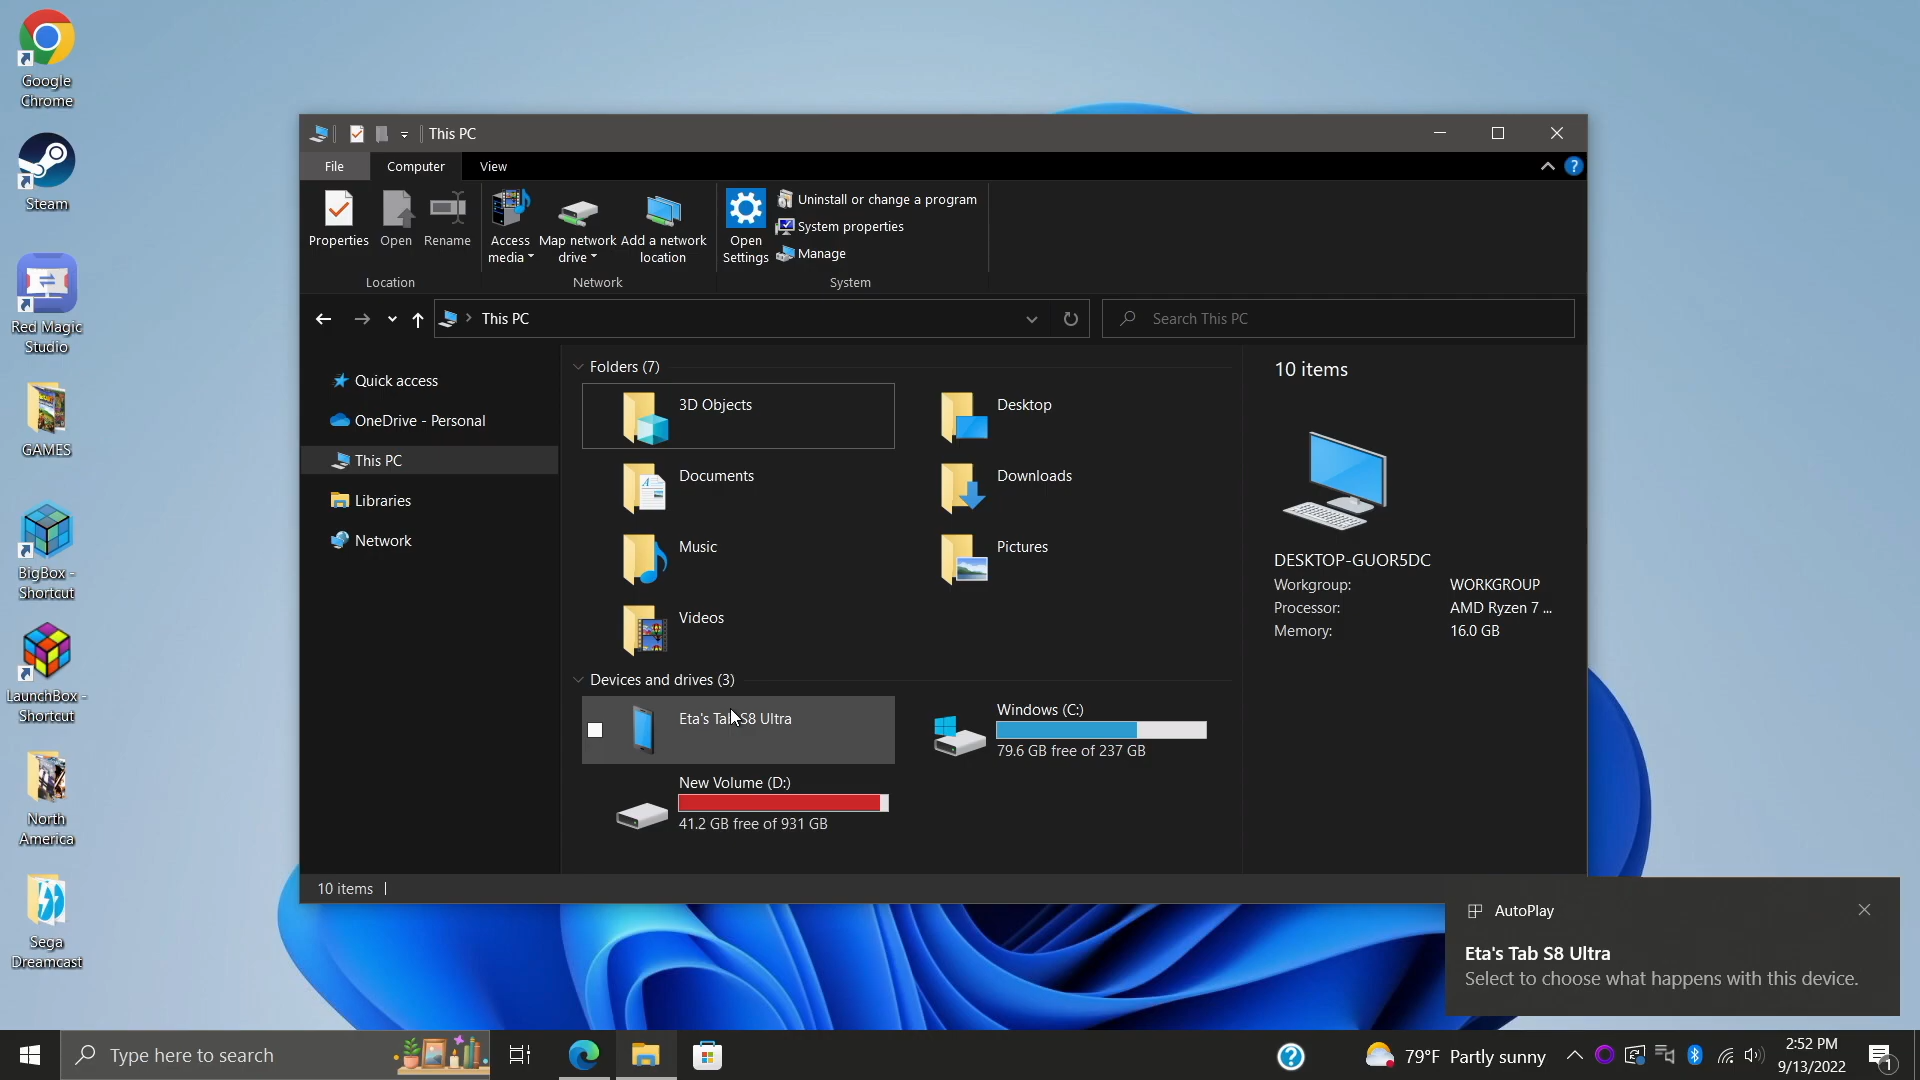 Google
Chrome
Steam
Red Magic
Studio
GAMES
BigBox -
Shortcut
LaunchBox -
Shortcut
North
America
Sega
Dreamcast
This PC
File
Computer
View
?
Properties
Open
Rename
Access
media
Map network
drive
Add a network
location
Open
Settings
Uninstall or change a program
System properties
Manage
Location
Network
System
This PC
Search This PC
Quick access
OneDrive - Personal
This PC
Libraries
Network
Folders (7)
3D Objects
Desktop
Documents
Downloads
Music
Pictures
Videos
Devices and drives (3)
Eta's Tab S8 Ultra
Windows (C:)
79.6 GB free of 237 GB
New Volume (D:)
41.2 GB free of 931 GB
10 items
DESKTOP-GUOR5DC
Workgroup: WORKGROUP
Processor: AMD Ryzen 7 ...
Memory: 16.0 GB
10 items
AutoPlay
Eta's Tab S8 Ultra
Select to choose what happens with this device.
Type here to search
?
79°F Partly sunny
2:52 PM
9/13/2022
1